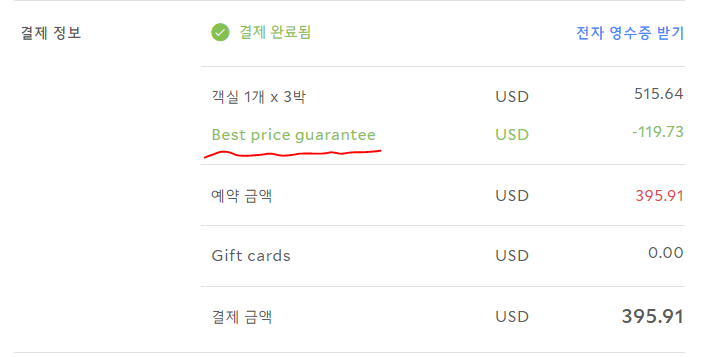 결제 정보 결제 완료됨 전자 영수증 받기
객실 1개 x 3박 USD 515.64
Best price guarantee USD -119.73
예약 금액 USD 395.91
Gift cards USD 0.00
결제 금액 USD 395.91